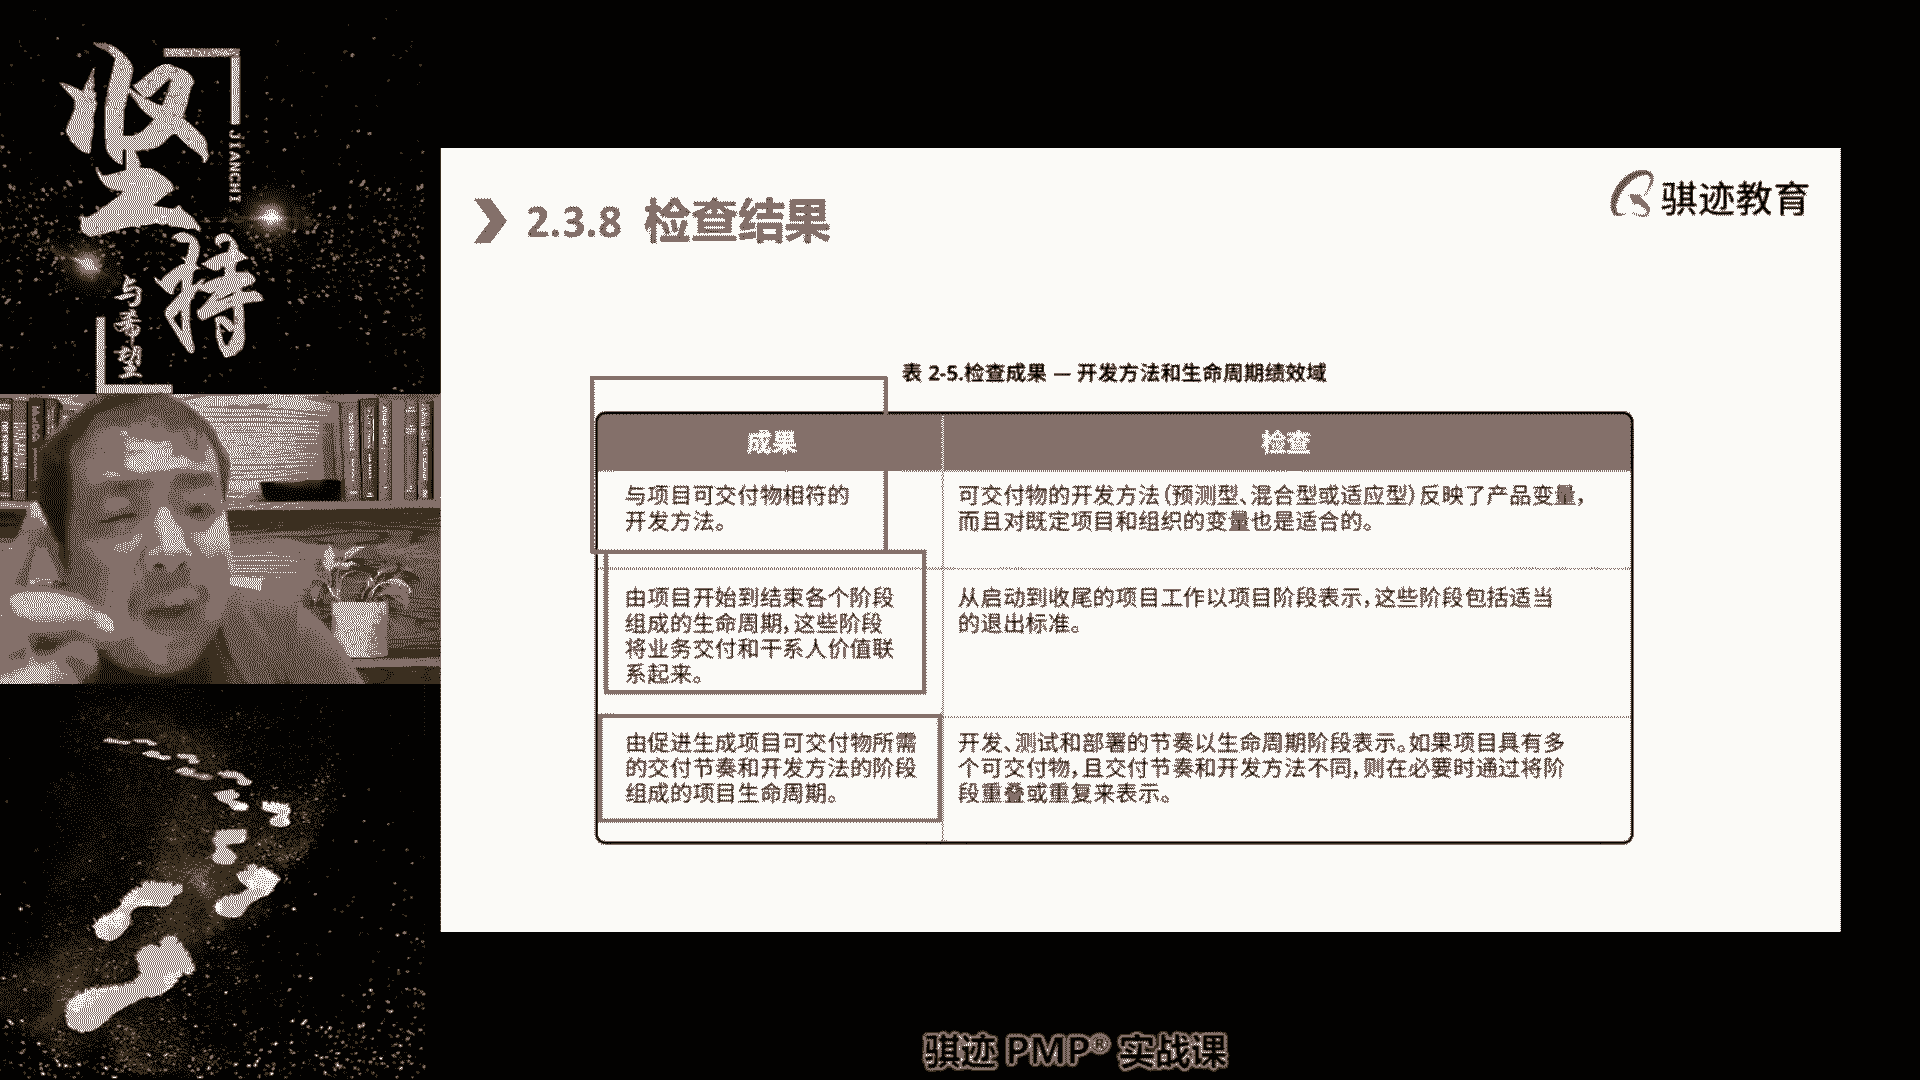 坚持
JIANCHI
与希望
2.3.8 检查结果
骐迹教育
表 2-5.检查成果 — 开发方法和生命周期绩效域
成果
检查
与项目可交付物相符的
开发方法。
可交付物的开发方法(预测型、混合型或适应型)反映了产品变量,
而且对既定项目和组织的变量也是适合的。
由项目开始到结束各个阶段
组成的生命周期,这些阶段
将业务交付和干系人价值联
系起来。
从启动到收尾的项目工作以项目阶段表示,这些阶段包括适当
的退出标准。
由促进生成项目可交付物所需
的交付节奏和开发方法的阶段
组成的项目生命周期。
开发、测试和部署的节奏以生命周期阶段表示。如果项目具有多
个可交付物,且交付节奏和开发方法不同,则在必要时通过将阶
段重叠或重复来表示。
骐迹 PMP® 实战课